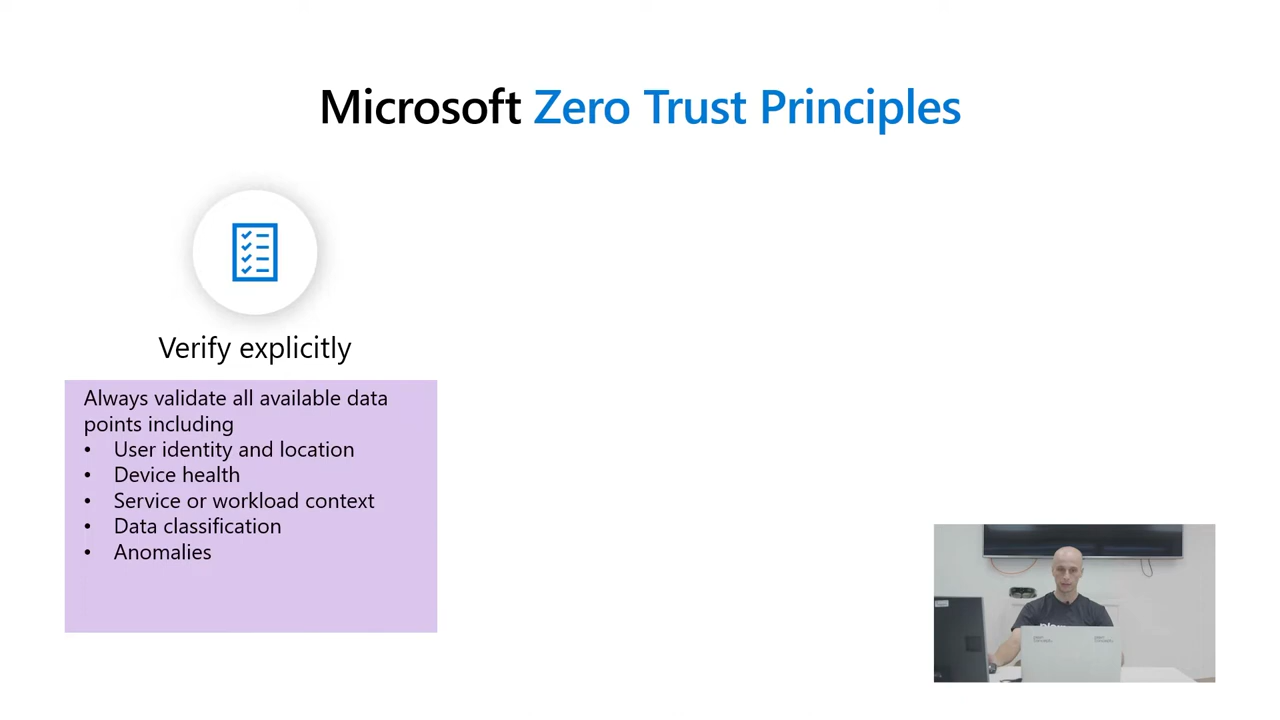 Microsoft Zero Trust Principles
Verify explicitly
Always validate all available data
points including
• User identity and location
• Device health
• Service or workload context
• Data classification
• Anomalies